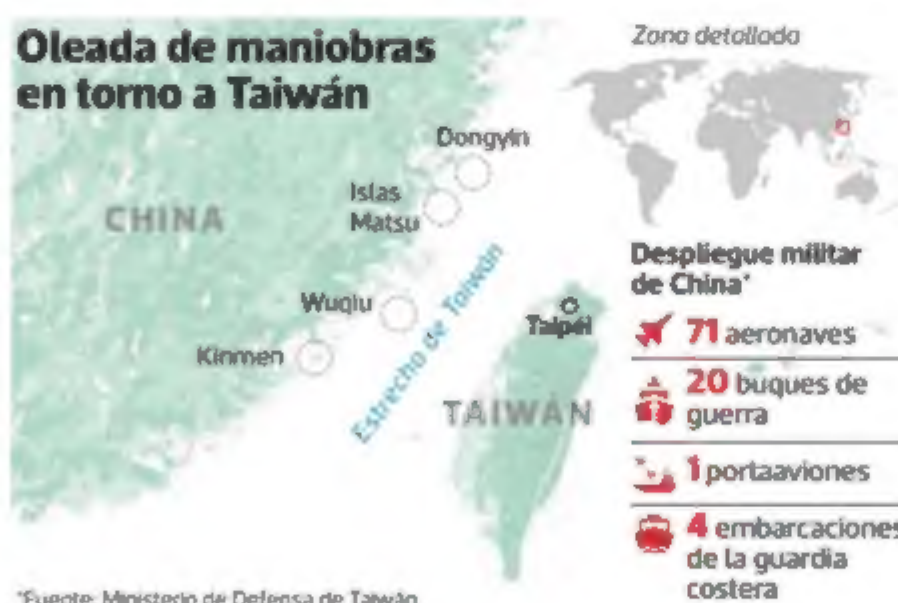 Oleada de maniobras
en torno a Taiwán
Zona detallada
Dongyin
Islas
Matsu
CHINA
Wuqiu
Kinmen
Estrecho de Taiwán
Taipéi
TAIWÁN
Despliegue militar
de China*
71 aeronaves
20 buques de
guerra
1 portaaviones
4 embarcaciones
de la guardia
costera
*Fuente: Ministerio de Defensa de Taiwán